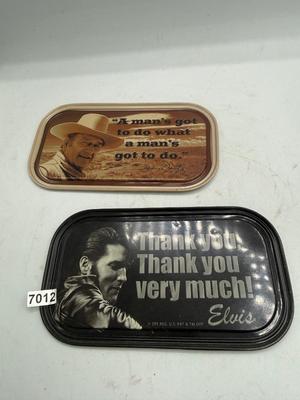 "A man's got
to do what
a man's
got to do."
Thank you!
Thank you
very much!
Elvis
7012